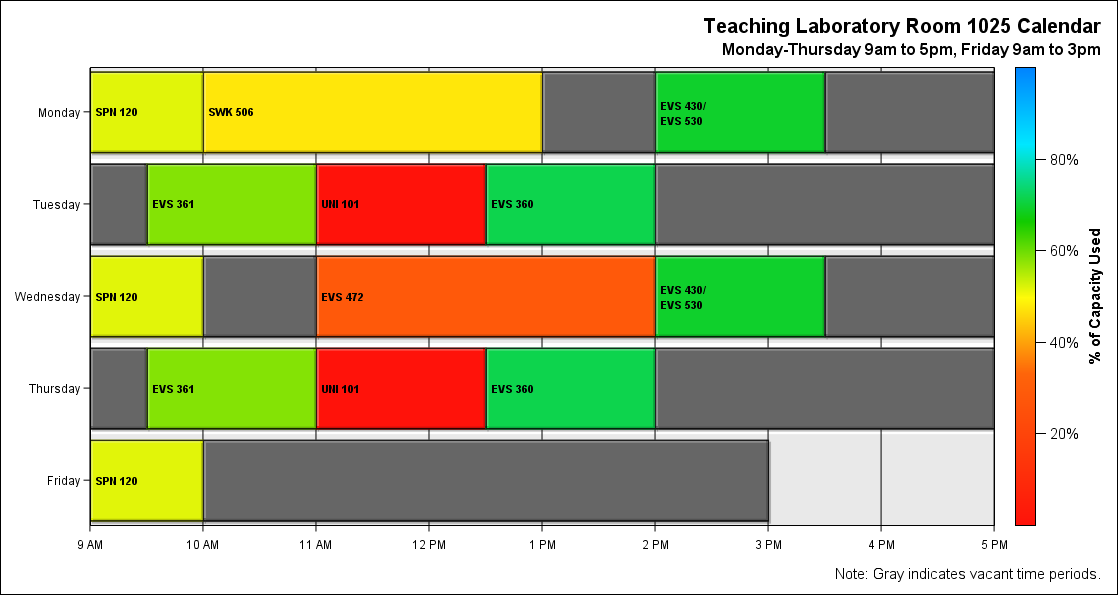 Teaching Laboratory Room 1025 Calendar
Monday-Thursday 9am to 5pm, Friday 9am to 3pm
Monday
SPN 120
SWK 506
EVS 430/
EVS 530
Tuesday
EVS 361
UNI 101
EVS 360
Wednesday
SPN 120
EVS 472
EVS 430/
EVS 530
Thursday
EVS 361
UNI 101
EVS 360
Friday
SPN 120
9 AM
10 AM
11 AM
12 PM
1 PM
2 PM
3 PM
4 PM
5 PM
80%
60%
40%
20%
% of Capacity Used
Note: Gray indicates vacant time periods.